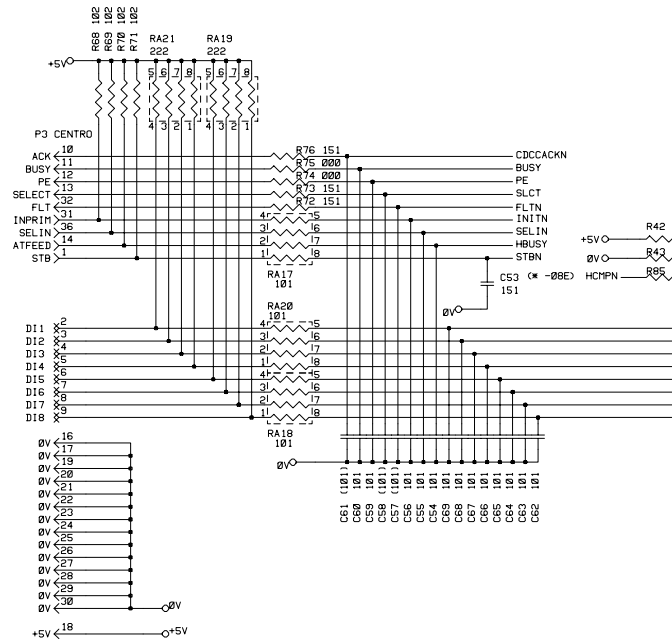 R68 102
R69 102
R70 102
R71 102
RA21
222
RA19
222
+5V
5 6 7 8
5 6 7 8
4 3 2 1
4 3 2 1
P3 CENTRO
ACK 10 R76 151 CDCCACKN
BUSY 11 R75 000 BUSY
PE 12 R74 000 PE
SELECT 13 R73 151 SLCT
FLT 32 R72 151 FLTN
INPRIM 31 4 5 INITN
SELIN 36 3 6 SELIN
ATFEED 14 2 7 HBUSY
STB 1 1 8 STBN
RA17
101
R42
+5V
R43
0V
HCMPN R85
C53 (* -08E)
151
0V
RA20
101
DI1 2 4 5
DI2 3 3 6
DI3 4 2 7
DI4 5 1 8
DI5 6 4 5
DI6 7 3 6
DI7 8 2 7
DI8 9 1 8
RA18
101
0V
0V 16
0V 17
0V 19
0V 20
0V 21
0V 22
0V 23
0V 24
0V 25
0V 26
0V 27
0V 28
0V 29
0V 30 0V
+5V 18 +5V
C61 (101)
C60 101
C59 101
C58 (101)
C57 (101)
C56 101
C55 101
C54 101
C69 101
C68 101
C67 101
C66 101
C65 101
C64 101
C63 101
C62 101